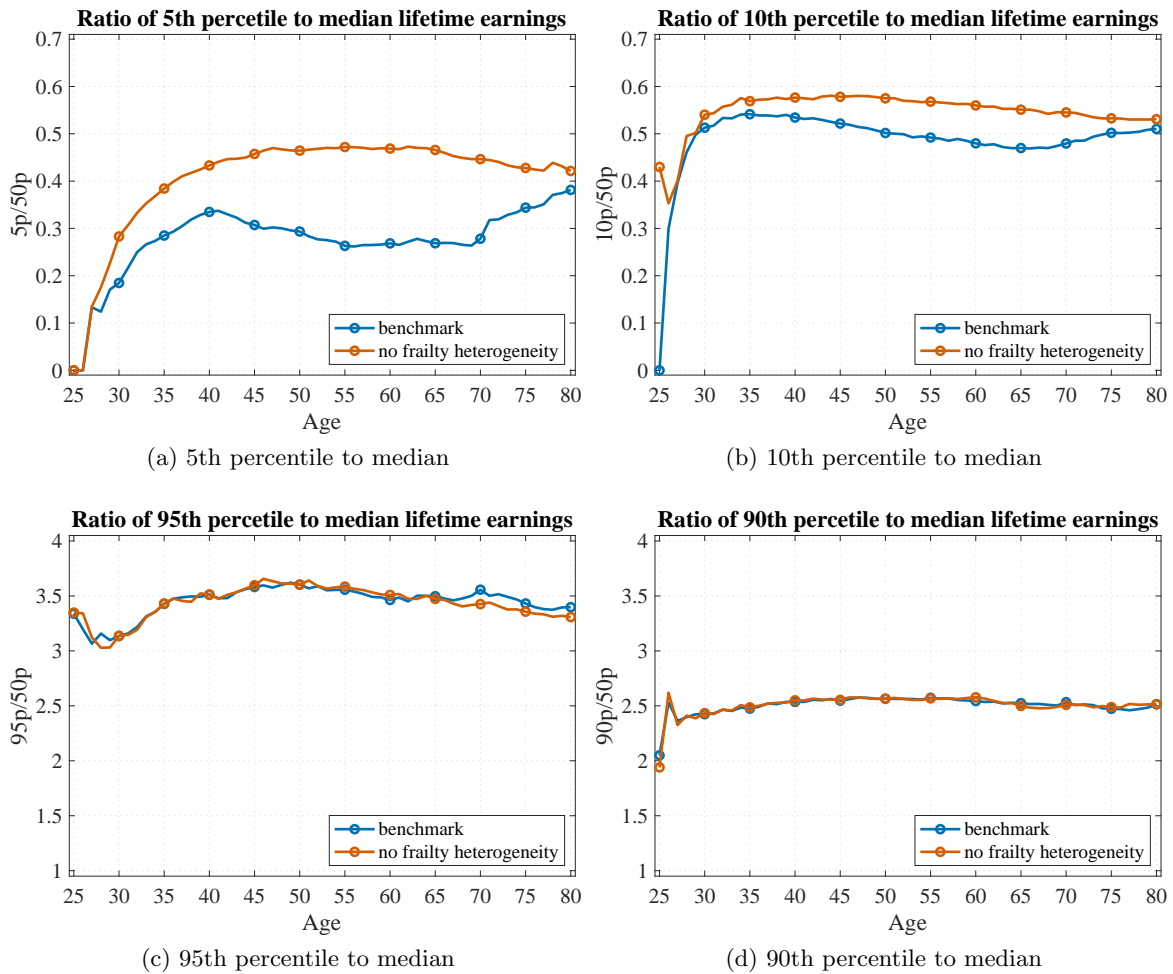 Ratio of 5th percetile to median lifetime earnings
0.7
0.6
0.5
0.4
0.3
0.2
0.1
0
5p/50p
benchmark
no frailty heterogeneity
25 30 35 40 45 50 55 60 65 70 75 80
Age
(a) 5th percentile to median
Ratio of 10th percetile to median lifetime earnings
0.7
0.6
0.5
0.4
0.3
0.2
0.1
0
10p/50p
benchmark
no frailty heterogeneity
25 30 35 40 45 50 55 60 65 70 75 80
Age
(b) 10th percentile to median
Ratio of 95th percetile to median lifetime earnings
4
3.5
3
2.5
2
1.5
1
95p/50p
benchmark
no frailty heterogeneity
25 30 35 40 45 50 55 60 65 70 75 80
Age
(c) 95th percentile to median
Ratio of 90th percetile to median lifetime earnings
4
3.5
3
2.5
2
1.5
1
90p/50p
benchmark
no frailty heterogeneity
25 30 35 40 45 50 55 60 65 70 75 80
Age
(d) 90th percentile to median